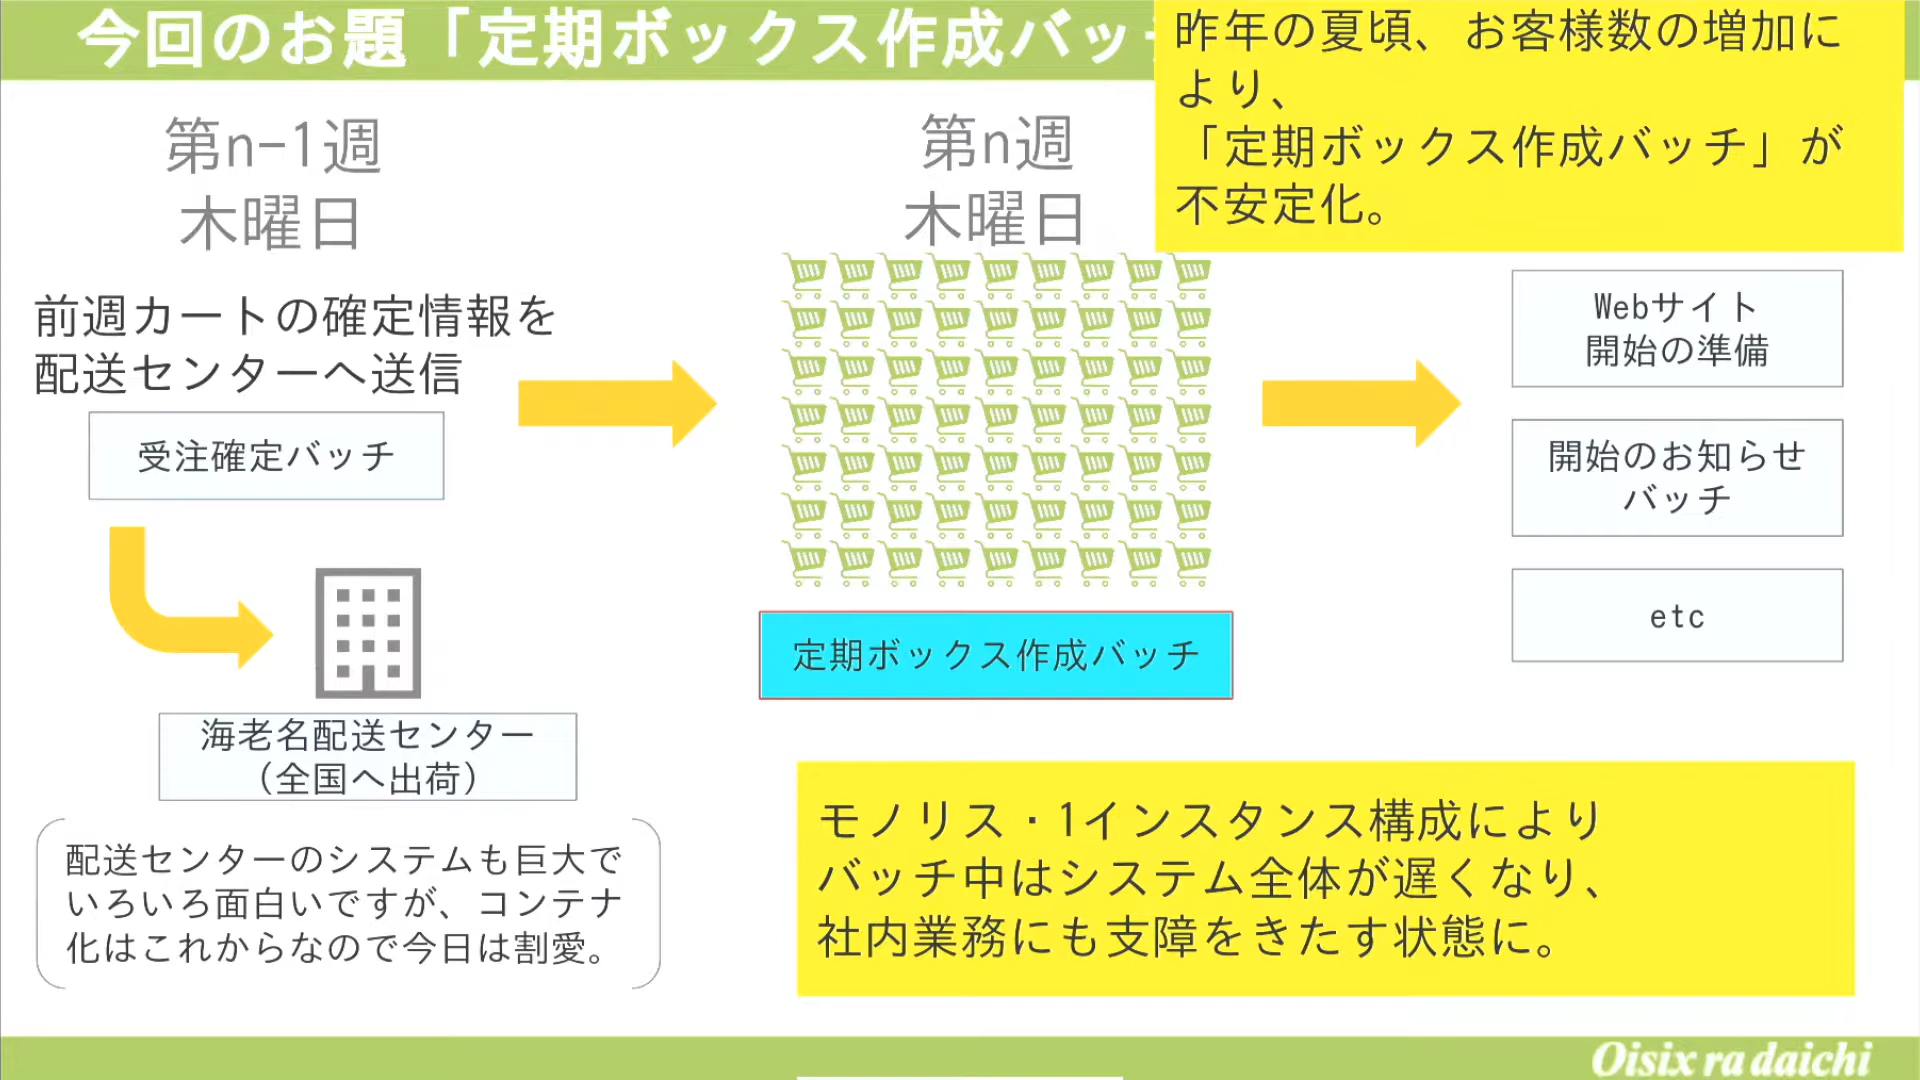 今回のお題「定期ボックス作成バッ
昨年の夏頃、お客様数の増加に
より、
「定期ボックス作成バッチ」が
不安定化。
第n-1週
木曜日
前週カートの確定情報を
配送センターへ送信
受注確定バッチ
海老名配送センター
（全国へ出荷）
配送センターのシステムも巨大で
いろいろ面白いですが、コンテナ
化はこれからなので今日は割愛。
第n週
木曜日
定期ボックス作成バッチ
Webサイト
開始の準備
開始のお知らせ
バッチ
etc
モノリス・1インスタンス構成により
バッチ中はシステム全体が遅くなり、
社内業務にも支障をきたす状態に。
Oisix ra daichi